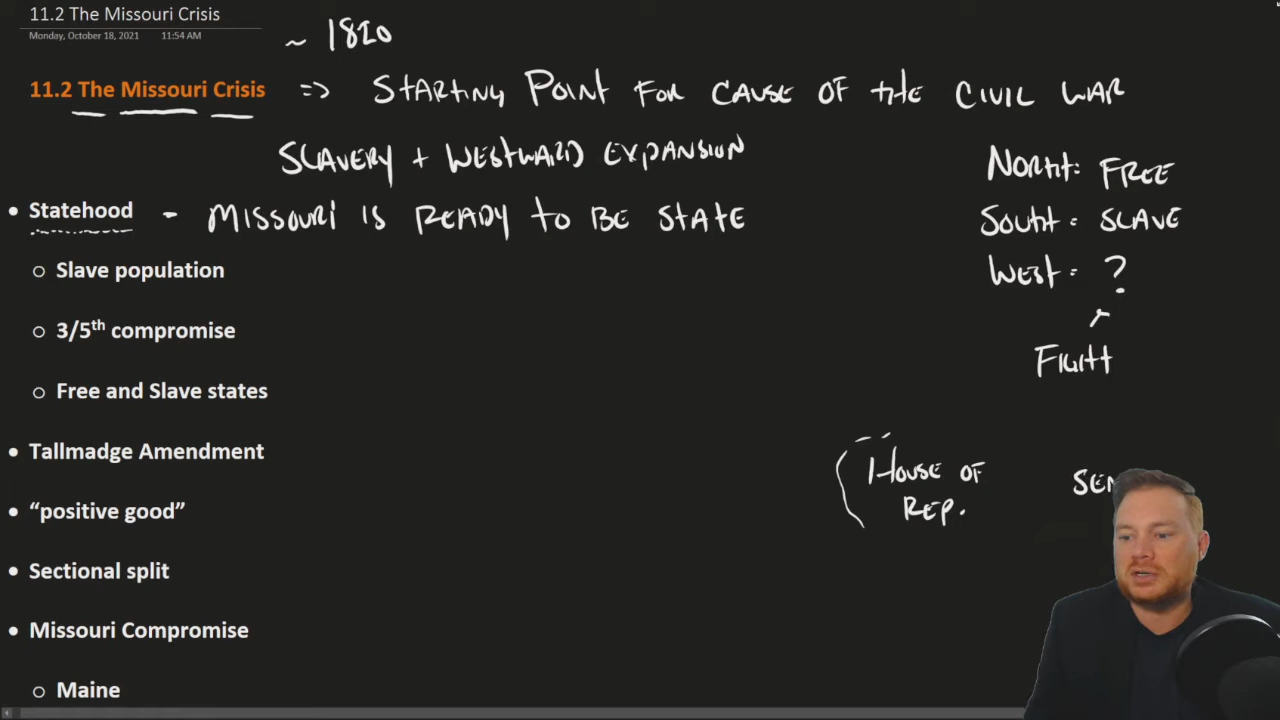 11.2 The Missouri Crisis
Monday, October 18, 2021 11:54 AM
~ 1820
11.2 The Missouri Crisis => STARTING POINT FOR CAUSE OF THE CIVIL WAR
SLAVERY + WESTWARD EXPANSION
NORTH: FREE
• Statehood - MISSOURI IS READY TO BE STATE
SOUTH: SLAVE
○ Slave population
WEST: ?
○ 3/5th compromise
FIGHT
○ Free and Slave states
• Tallmadge Amendment
HOUSE OF
REP.
• "positive good"
• Sectional split
• Missouri Compromise
○ Maine